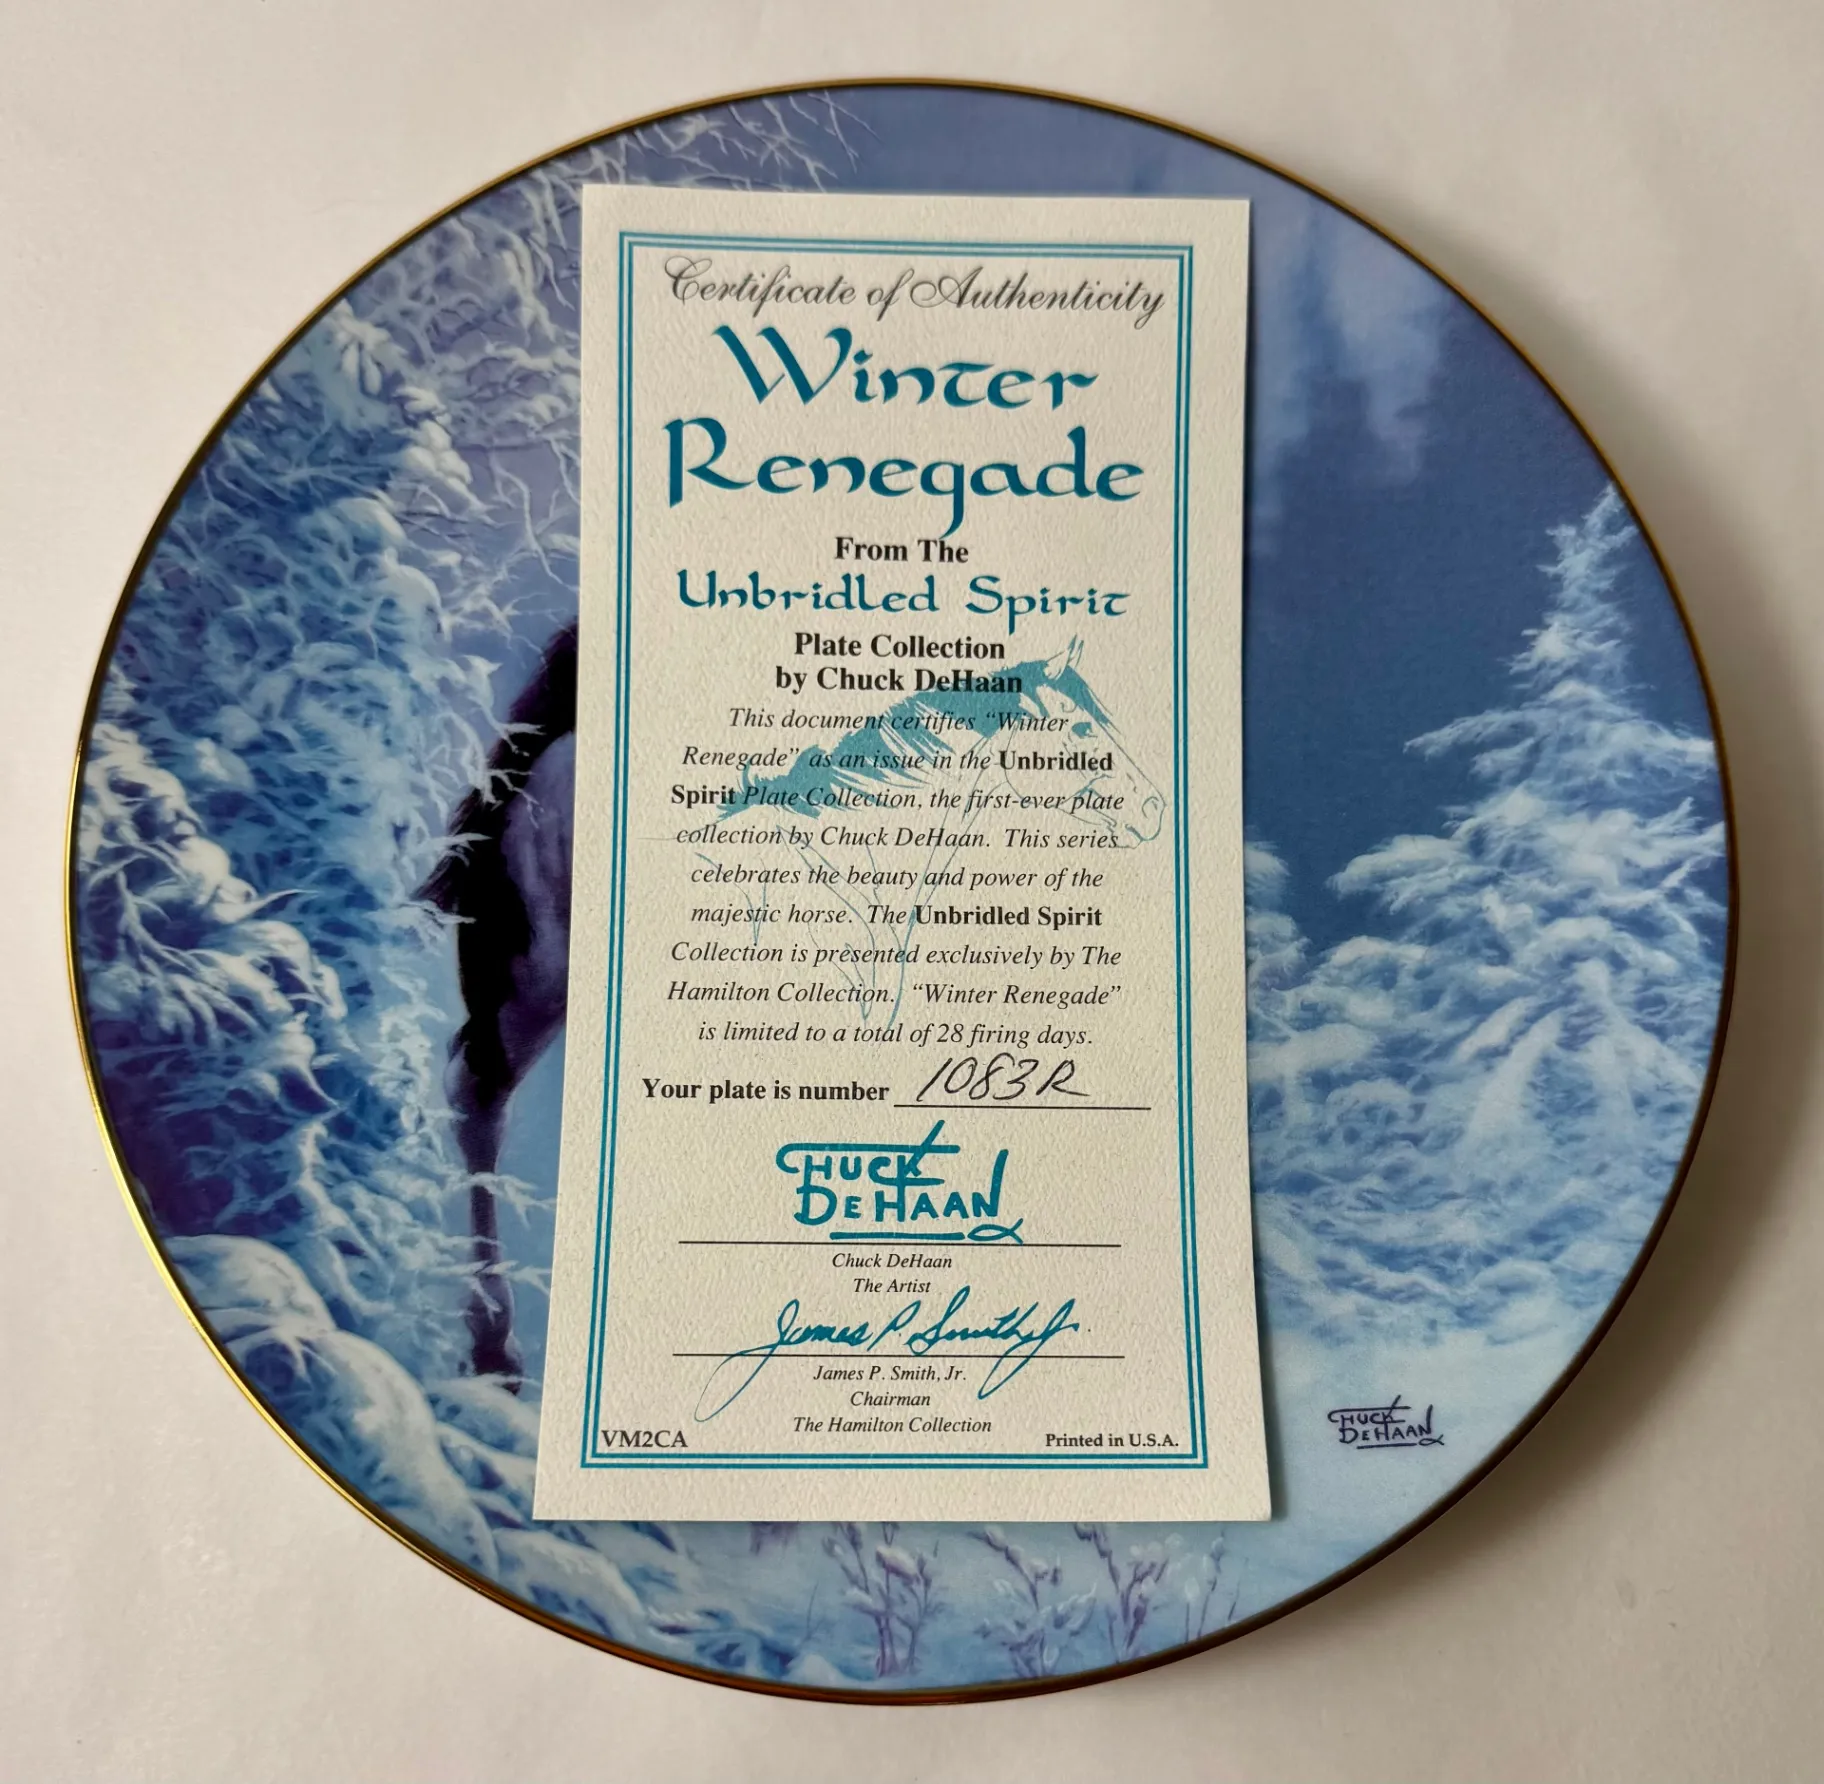 Certificate of Authenticity
Winter
Renegade
From The
Unbridled Spirit
Plate Collection
by Chuck DeHaan
This document certifies “Winter
Renegade” as an issue in the Unbridled
Spirit Plate Collection, the first-ever plate
collection by Chuck DeHaan. This series
celebrates the beauty and power of the
majestic horse. The Unbridled Spirit
Collection is presented exclusively by The
Hamilton Collection. “Winter Renegade”
is limited to a total of 28 firing days.
Your plate is number 1083R
CHUCK
DEHAAN
Chuck DeHaan
The Artist
James P. Smith, Jr.
James P. Smith, Jr.
Chairman
The Hamilton Collection
VM2CA Printed in U.S.A.
CHUCK
DEHAAN